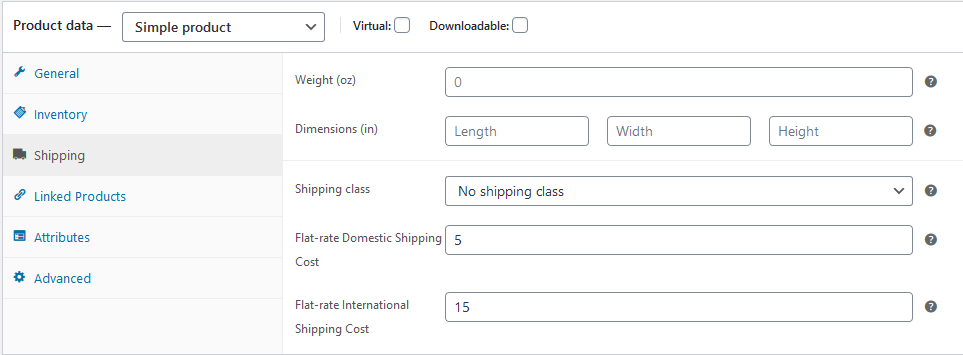 Product data — Simple product Virtual: Downloadable:
General
Inventory
Shipping
Linked Products
Attributes
Advanced
Weight (oz) 0
Dimensions (in) Length Width Height
Shipping class No shipping class
Flat-rate Domestic Shipping 5
Cost
Flat-rate International 15
Shipping Cost